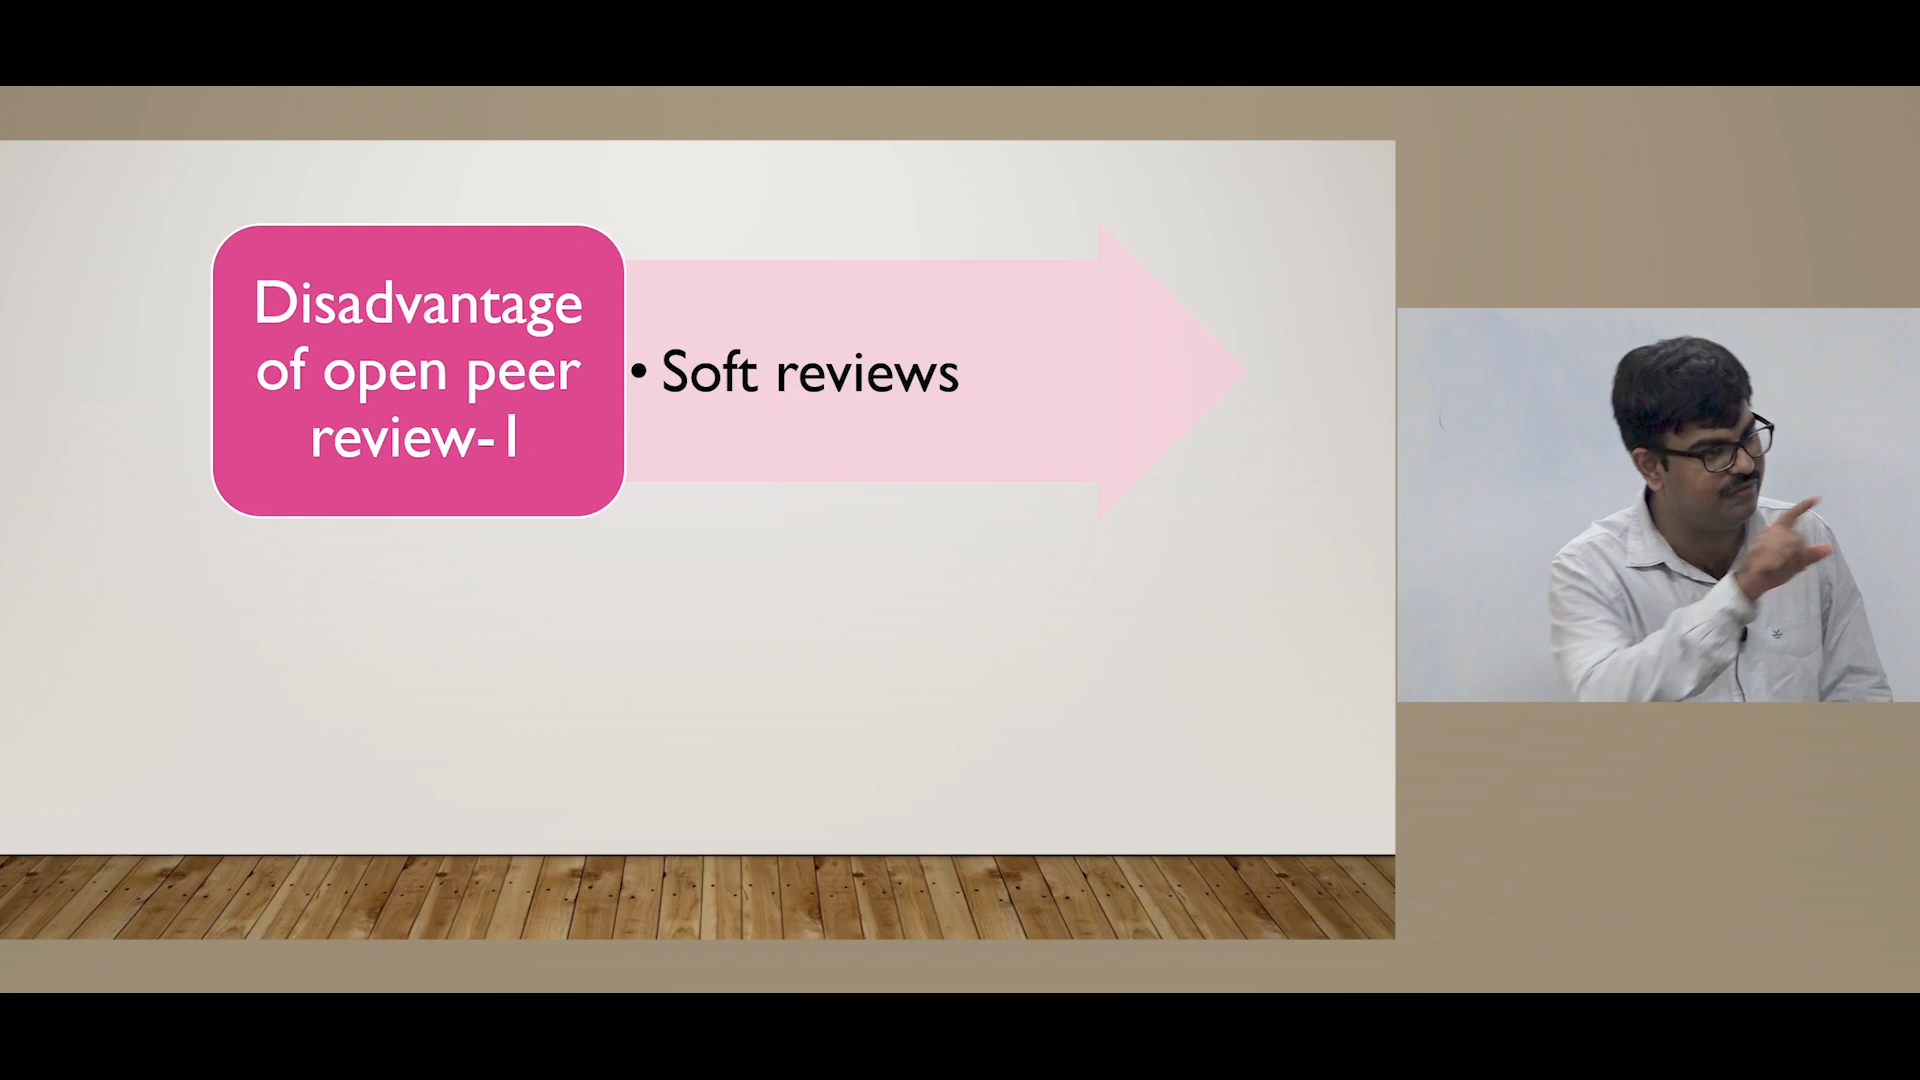 Disadvantage
of open peer
review-1
• Soft reviews